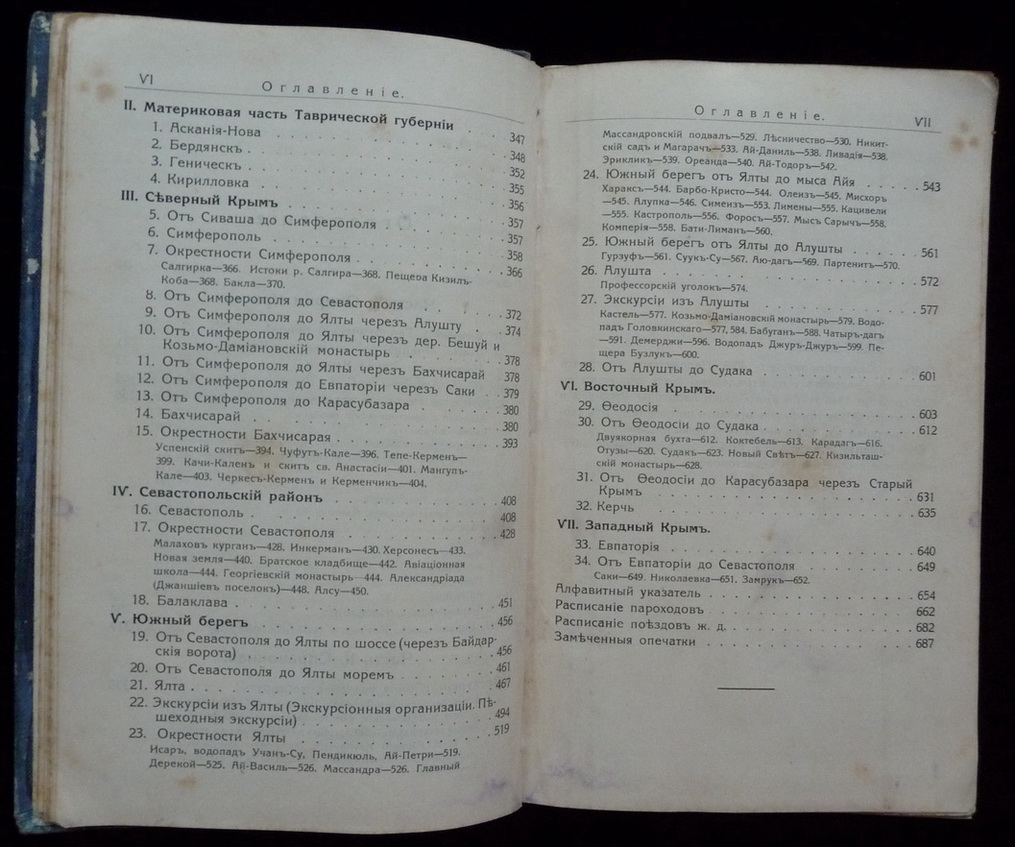 VI
Оглавленіе.
II. Материковая часть Таврической губерніи . . 347
1. Асканія-Нова . . . . . . . . . 348
2. Бердянскъ . . . . . . . . . 352
3. Геническъ . . . . . . . . . 355
4. Кирилловка . . . . . . . . . 356
III. Сѣверный Крымъ . . . . . . . . . 357
5. Отъ Сиваша до Симферополя . . . . . 357
6. Симферополь . . . . . . . . . 358
7. Окрестности Симферополя . . . . . . 366
Салгирка—366. Истоки р. Салгира—368. Пещеоа Кизилъ-
Коба—368. Бакла—370.
8. Отъ Симферополя до Севастополя . . . 372
9. Отъ Симферополя до Ялты черезъ Алушту . . 374
10. Отъ Симферополя до Ялты черезъ дер. Бешуй и
Козьмо-Даміановскій монастырь . . . . 378
11. Отъ Симферополя до Ялты черезъ Бахчисарай 378
12. Отъ Симферополя до Евпаторіи черезъ Саки . 379
13. Отъ Симферополя до Карасубазара . . . . 380
14. Бахчисарай . . . . . . . . . 380
15. Окрестности Бахчисарая . . . . . . . 393
Успенскій скитъ—394. Чуфутъ-Кале—396. Тепе-Керменъ—
399. Качи-Каленъ и скитъ св. Анастасіи—401. Мангупъ-
Кале—403. Черкесъ-Керменъ и Керменчикъ—404.
IV. Севастопольскій районъ . . . . . . . 408
16. Севастополь . . . . . . . . . 408
17. Окрестности Севастополя . . . . . . 428
Малаховъ курганъ—428. Инкерманъ—430. Херсонесъ—433.
Новая земля—440. Братское кладбище—442. Авіаціонная
школа—444. Георгіевскій монастырь—444. Александріада
(Джаншіевъ поселокъ)—448. Алсу—450.
18. Балаклава . . . . . . . . . 451
V. Южный берегъ . . . . . . . . . 456
19. Отъ Севастополя до Ялты по шоссе (черезъ Байдар-
скія ворота) . . . . . . . . . 456
20. Отъ Севастополя до Ялты моремъ . . . . 461
21. Ялта . . . . . . . . . 467
22. Экскурсіи изъ Ялты (Экскурсіонныя организаціи. Пѣ-
шеходныя экскурсіи) . . . . . . . 494
23. Окрестности Ялты . . . . . . . 519
Исаръ, водопадъ Учанъ-Су, Пендикюль, Ай-Петри—519.
Дерекой—525. Ай-Василь—526. Массандра—526. Главный
Оглавленіе.
VII
Массандровскій подвалъ—529. Лѣсничество—530. Никит-
скій садъ и Магарачъ—533. Ай-Даниль—538. Ливадія—538.
Эрикликъ—539. Ореанда—540. Ай-Тодоръ—542.
24. Южный берегъ отъ Ялты до мыса Айя . . . . . 543
Хараксъ—544. Барбо-Кристо—544. Олеизъ—545. Мисхоръ
—545. Алупка—546. Симеизъ—553. Лимены—555. Кацивели
—555. Кастрополь—556. Форосъ—557. Мысъ Сарычъ—558.
Комперія—558. Бати-Лиманъ—560.
25. Южный берегъ отъ Ялты до Алушты . . . . . 561
Гурзуфъ—561. Суукъ-Су—567. Аю-дагъ—569. Партенитъ—570.
26. Алушта . . . . . . . . . 572
Профессорскій уголокъ—574.
27. Экскурсіи изъ Алушты . . . . . . . 577
Кастель—577. Козьмо-Даміановскій монастырь—579. Водо-
падъ Головкинскаго—577, 584. Бабуганъ—588. Чатыръ-дагъ
—591. Демерджи—596. Водопадъ Джуръ-Джуръ—599. Пе-
щера Бузлукъ—600.
28. Отъ Алушты до Судака . . . . . . . 601
VI. Восточный Крымъ.
29. Ѳеодосія . . . . . . . . . 603
30. Отъ Ѳеодосіи до Судака . . . . . . . 612
Двуякорная бухта—612. Коктебель—613. Карадагъ—616.
Отузы—620. Судакъ—623. Новый Свѣтъ—627. Кизильташ-
скій монастырь—628.
31. Отъ Ѳеодосіи до Карасубазара черезъ Старый
Крымъ . . . . . . . . . 631
32. Керчь . . . . . . . . . 635
VII. Западный Крымъ.
33. Евпаторія . . . . . . . . . 640
34. Отъ Евпаторіи до Севастополя . . . . . 649
Саки—649. Николаевка—651. Замрукъ—652.
Алфавитный указатель . . . . . . . 654
Расписаніе пароходовъ . . . . . . . 662
Расписаніе поѣздовъ ж. д. . . . . . . 682
Замѣченныя опечатки . . . . . . . 687